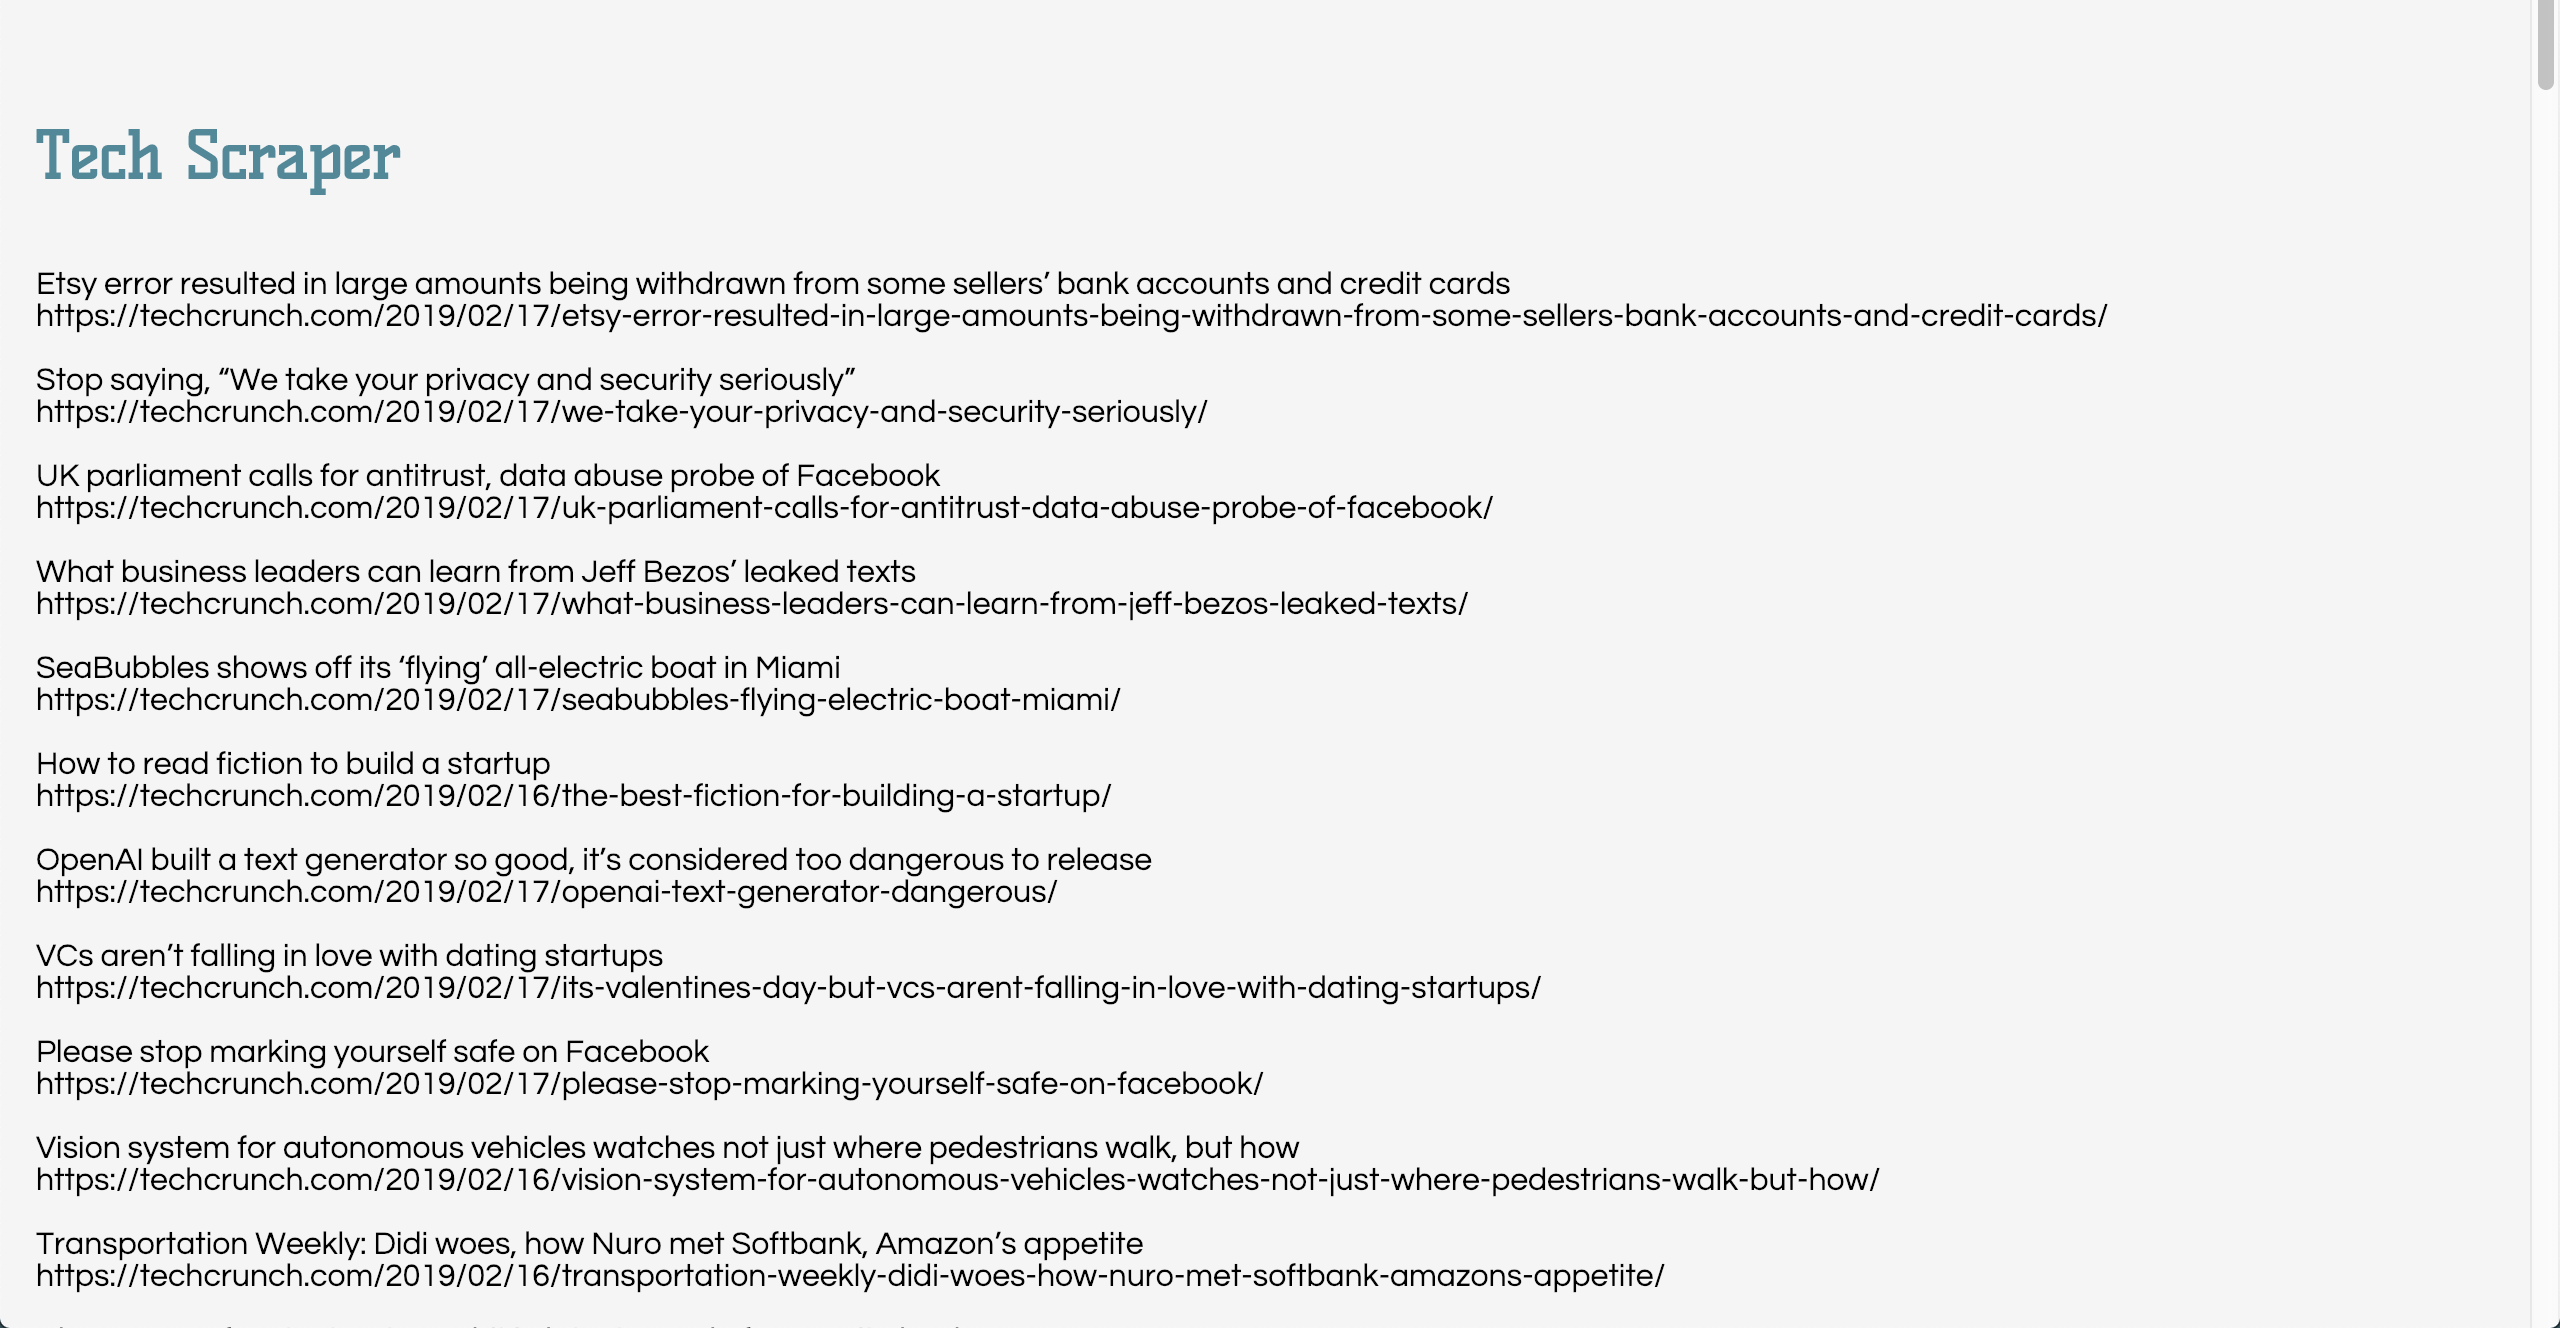 Tech Scraper
Etsy error resulted in large amounts being withdrawn from some sellers’ bank accounts and credit cards
https://techcrunch.com/2019/02/17/etsy-error-resulted-in-large-amounts-being-withdrawn-from-some-sellers-bank-accounts-and-credit-cards/
Stop saying, “We take your privacy and security seriously”
https://techcrunch.com/2019/02/17/we-take-your-privacy-and-security-seriously/
UK parliament calls for antitrust, data abuse probe of Facebook
https://techcrunch.com/2019/02/17/uk-parliament-calls-for-antitrust-data-abuse-probe-of-facebook/
What business leaders can learn from Jeff Bezos’ leaked texts
https://techcrunch.com/2019/02/17/what-business-leaders-can-learn-from-jeff-bezos-leaked-texts/
SeaBubbles shows off its ‘flying’ all-electric boat in Miami
https://techcrunch.com/2019/02/17/seabubbles-flying-electric-boat-miami/
How to read fiction to build a startup
https://techcrunch.com/2019/02/16/the-best-fiction-for-building-a-startup/
OpenAI built a text generator so good, it’s considered too dangerous to release
https://techcrunch.com/2019/02/17/openai-text-generator-dangerous/
VCs aren’t falling in love with dating startups
https://techcrunch.com/2019/02/17/its-valentines-day-but-vcs-arent-falling-in-love-with-dating-startups/
Please stop marking yourself safe on Facebook
https://techcrunch.com/2019/02/17/please-stop-marking-yourself-safe-on-facebook/
Vision system for autonomous vehicles watches not just where pedestrians walk, but how
https://techcrunch.com/2019/02/16/vision-system-for-autonomous-vehicles-watches-not-just-where-pedestrians-walk-but-how/
Transportation Weekly: Didi woes, how Nuro met Softbank, Amazon’s appetite
https://techcrunch.com/2019/02/16/transportation-weekly-didi-woes-how-nuro-met-softbank-amazons-appetite/